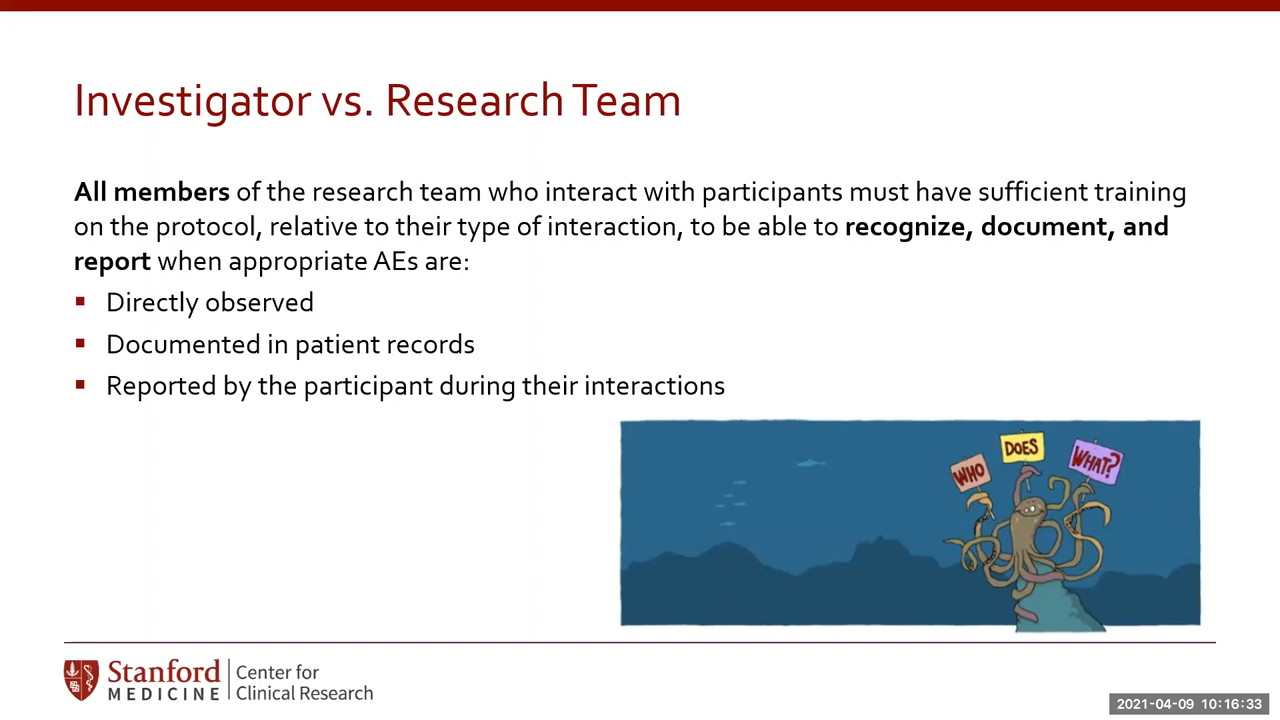 Investigator vs. Research Team
All members of the research team who interact with participants must have sufficient training
on the protocol, relative to their type of interaction, to be able to recognize, document, and
report when appropriate AEs are:
▪ Directly observed
▪ Documented in patient records
▪ Reported by the participant during their interactions
WHO
DOES
WHAT?
Stanford
MEDICINE
Center for
Clinical Research
2021-04-09 10:16:33